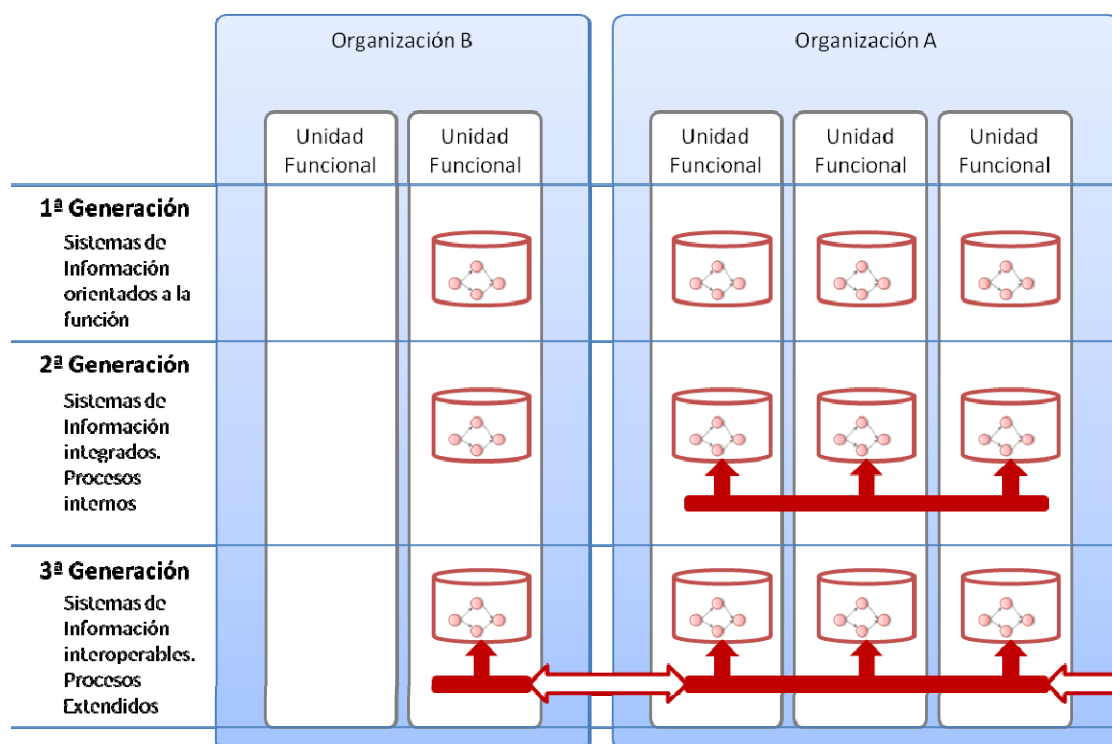 Organización B
Organización A
Unidad
Funcional
Unidad
Funcional
Unidad
Funcional
Unidad
Funcional
Unidad
Funcional
1ª Generación
Sistemas de
Información
orientados a la
función
2ª Generación
Sistemas de
Información
integrados.
Procesos
internos
3ª Generación
Sistemas de
Información
interoperables.
Procesos
Extendidos